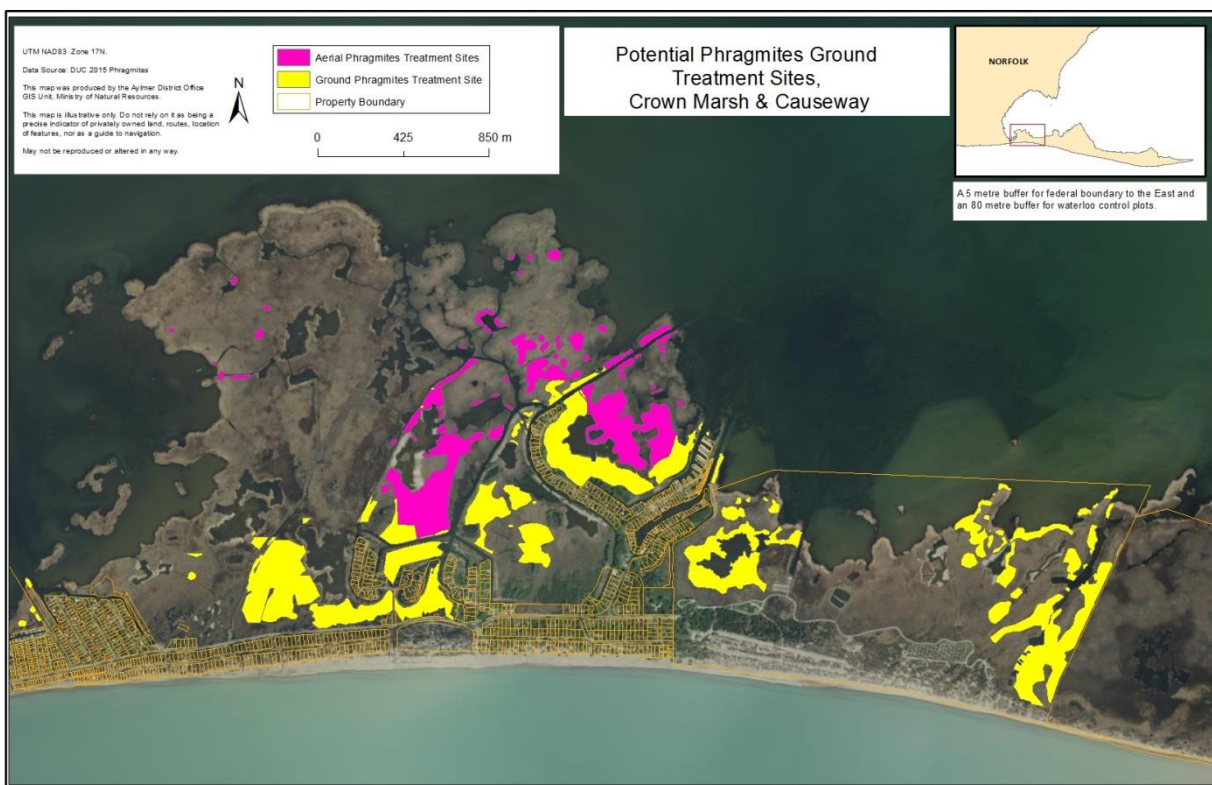 UTM NAD83 Zone 17N.
Data Source: DUC 2015 Phragmites
This map was produced by the Aylmer District Office
GIS Unit, Ministry of Natural Resources.
This map is illustrative only. Do not rely on it as being a
precise indicator of privately owned land, routes, location
of features, nor as a guide to navigation.
May not be reproduced or altered in any way.
N
Aerial Phragmites Treatment Sites
Ground Phragmites Treatment Site
Property Boundary
0 425 850 m
Potential Phragmites Ground
Treatment Sites,
Crown Marsh & Causeway
NORFOLK
A 5 metre buffer for federal boundary to the East and
an 80 metre buffer for waterloo control plots.